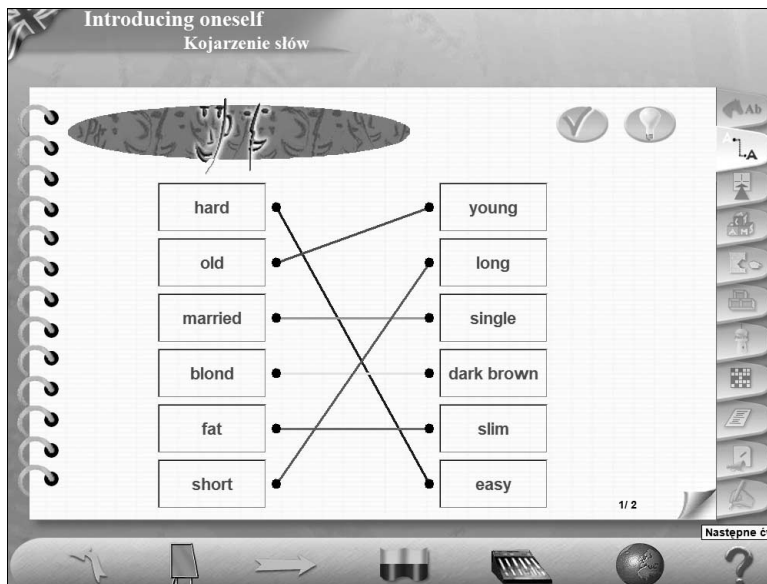 Introducing oneself
Kojarzenie słów
Ab
A
A
hard
young
old
long
married
single
blond
dark brown
fat
slim
short
easy
1/ 2
Następne ć
?